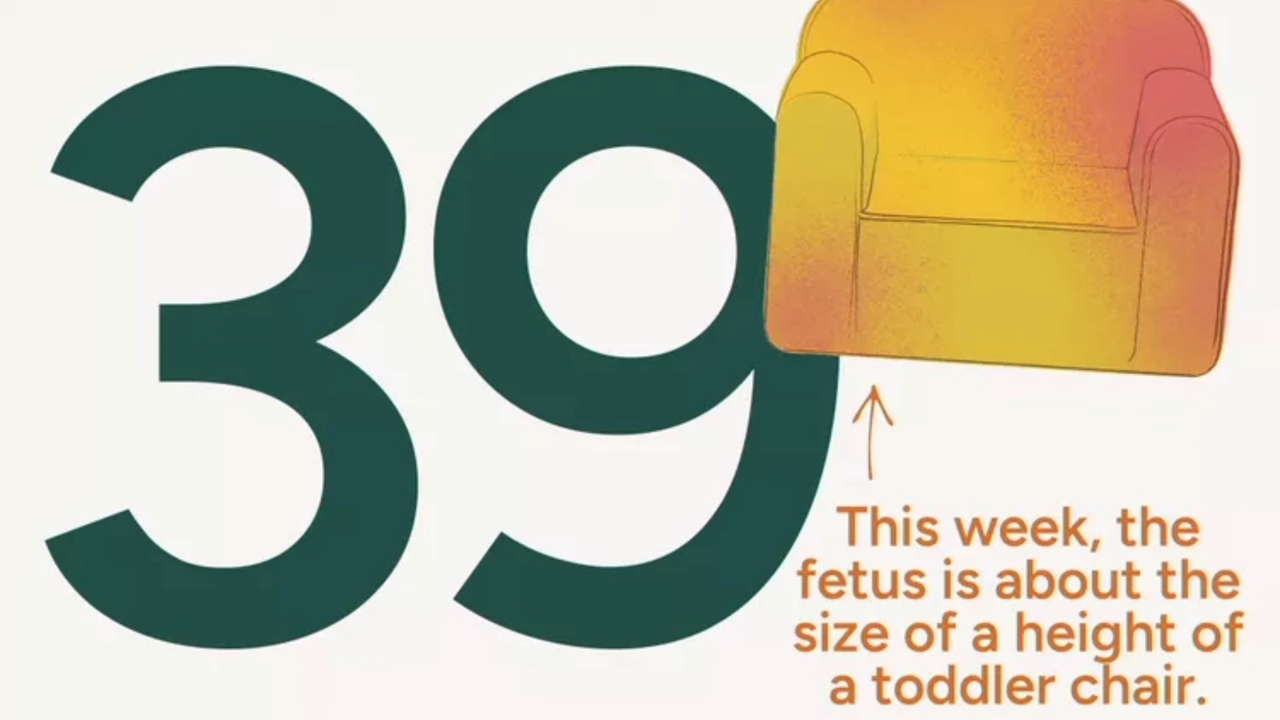 39
This week, the
fetus is about the
size of a height of
a toddler chair.